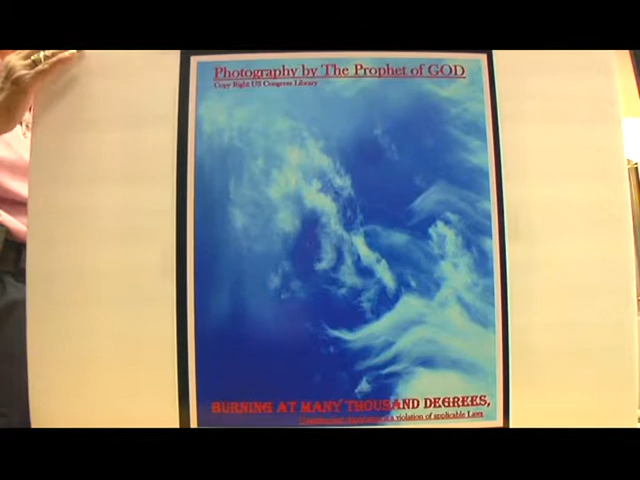 Photography by The Prophet of GOD
Copy Right US Congress Library
BURNING AT MANY THOUSAND DEGREES,
is a violation of applicable Laws